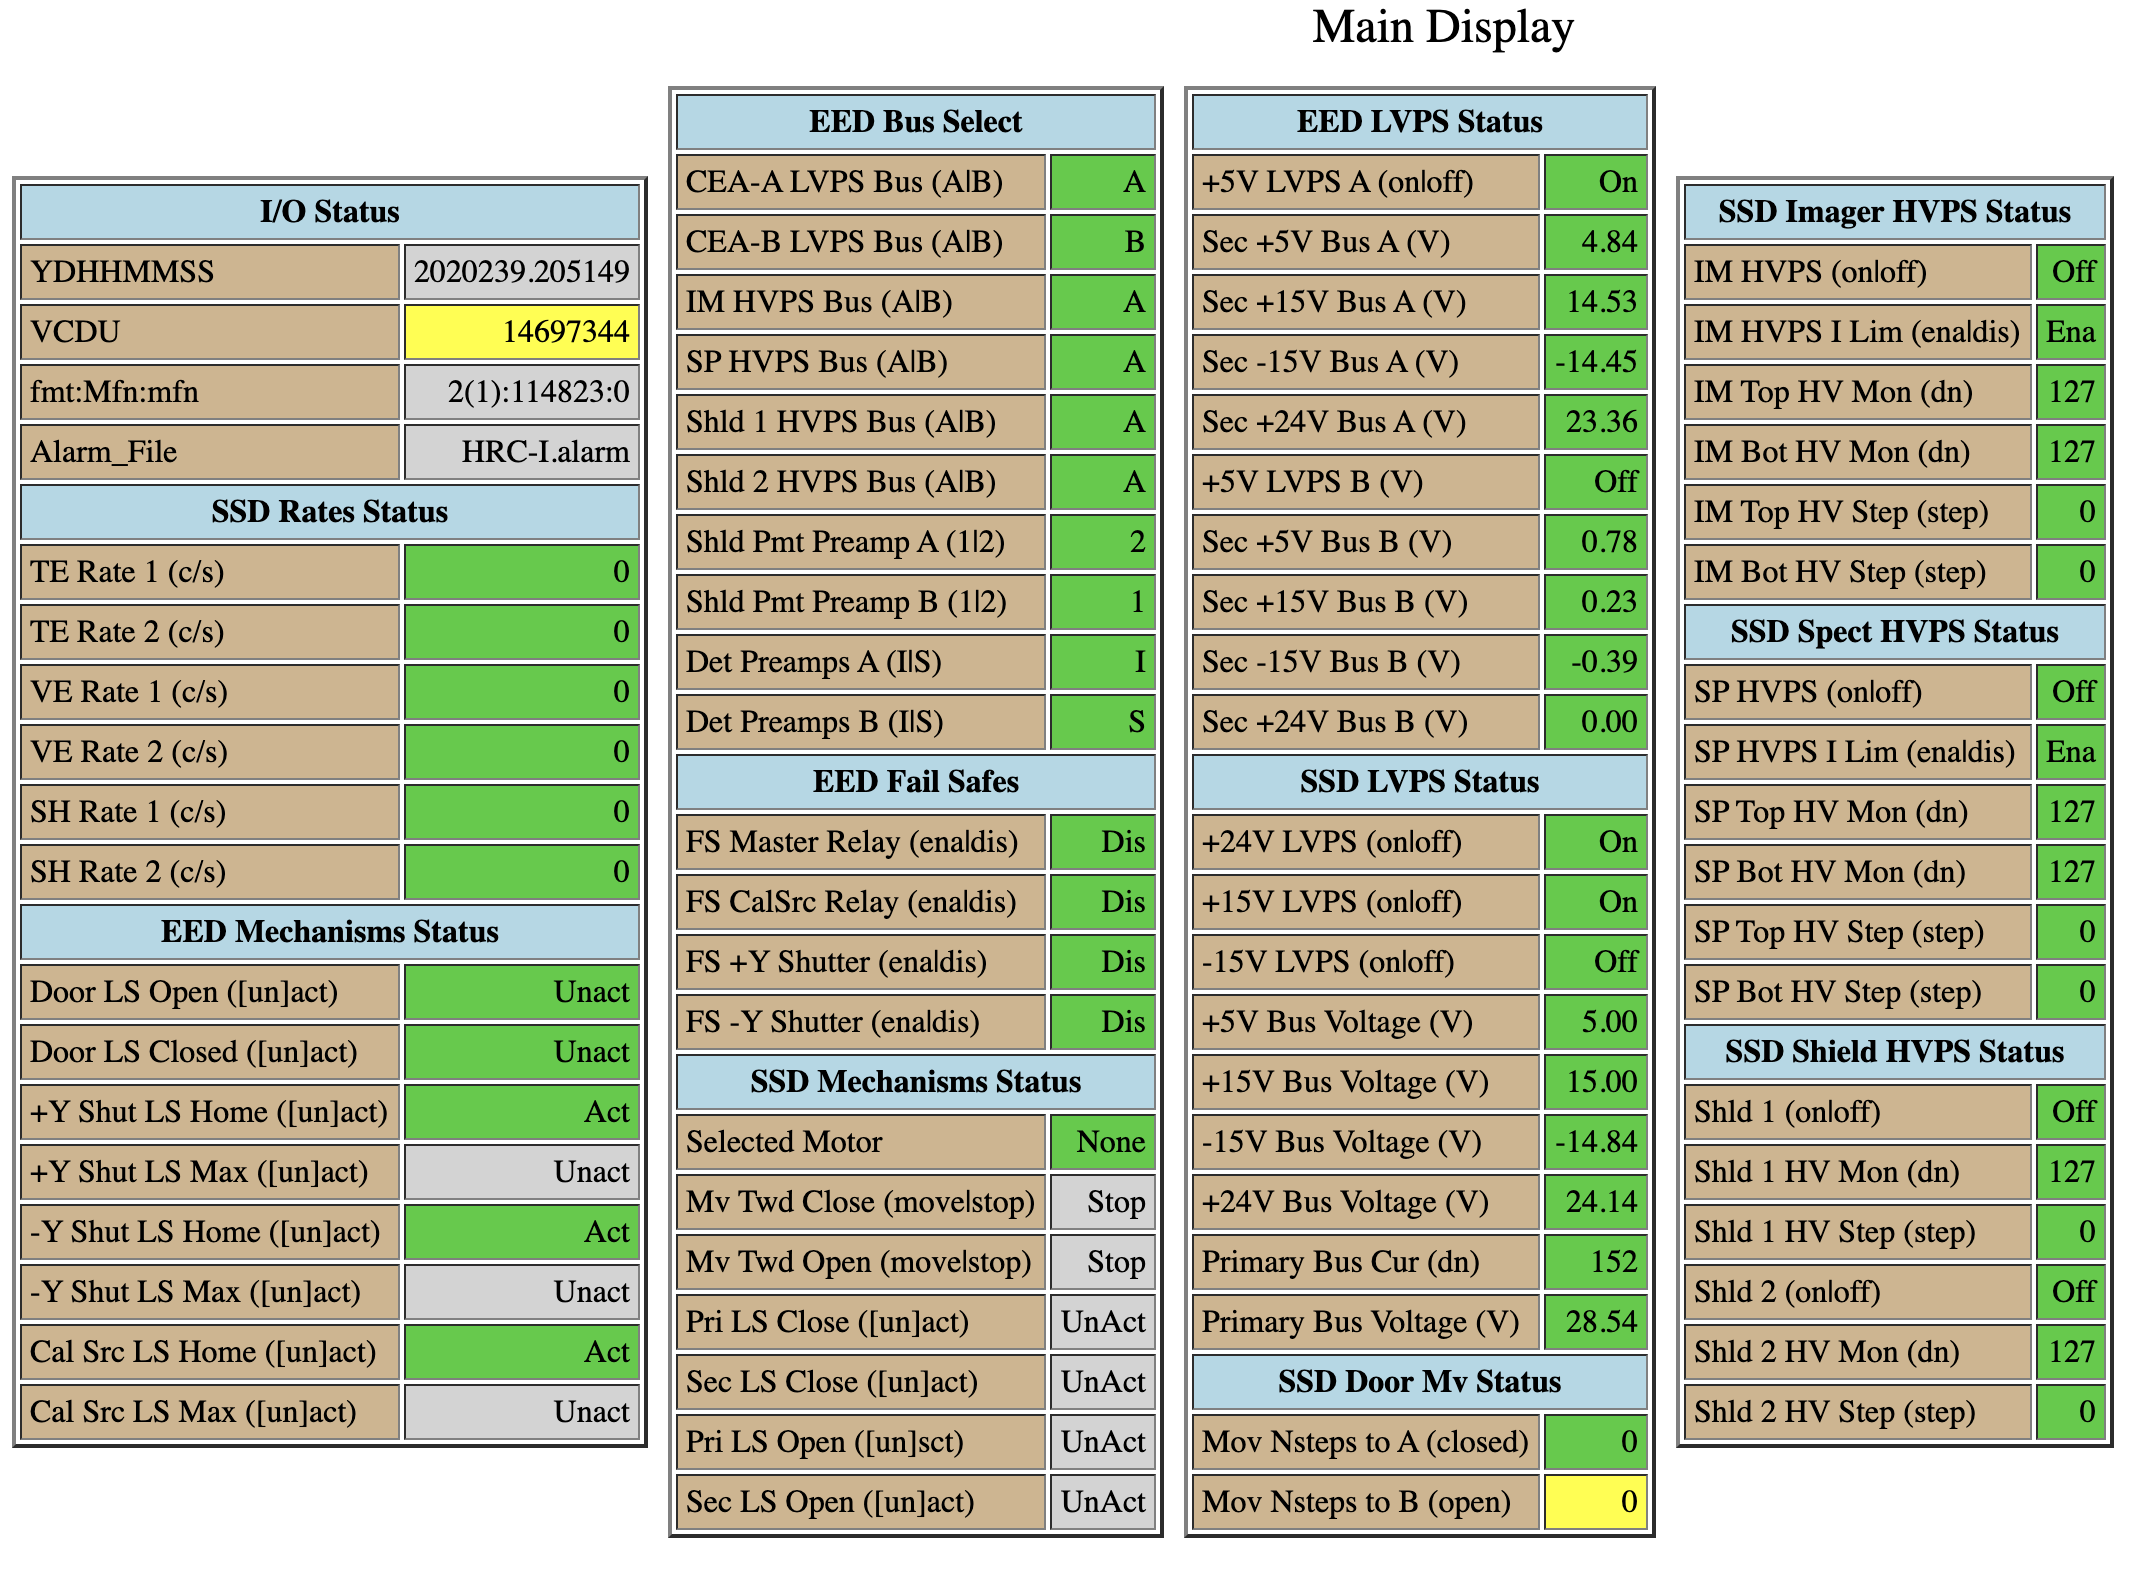 Main Display
I/O Status
YDHHMMSS 2020239.205149
VCDU 14697344
fmt:Mfn:mfn 2(1):114823:0
Alarm_File HRC-I.alarm
SSD Rates Status
TE Rate 1 (c/s) 0
TE Rate 2 (c/s) 0
VE Rate 1 (c/s) 0
VE Rate 2 (c/s) 0
SH Rate 1 (c/s) 0
SH Rate 2 (c/s) 0
EED Mechanisms Status
Door LS Open ([un]act) Unact
Door LS Closed ([un]act) Unact
+Y Shut LS Home ([un]act) Act
+Y Shut LS Max ([un]act) Unact
-Y Shut LS Home ([un]act) Act
-Y Shut LS Max ([un]act) Unact
Cal Src LS Home ([un]act) Act
Cal Src LS Max ([un]act) Unact
EED Bus Select
CEA-A LVPS Bus (A|B) A
CEA-B LVPS Bus (A|B) B
IM HVPS Bus (A|B) A
SP HVPS Bus (A|B) A
Shld 1 HVPS Bus (A|B) A
Shld 2 HVPS Bus (A|B) A
Shld Pmt Preamp A (1|2) 2
Shld Pmt Preamp B (1|2) 1
Det Preamps A (I|S) I
Det Preamps B (I|S) S
EED Fail Safes
FS Master Relay (ena|dis) Dis
FS CalSrc Relay (ena|dis) Dis
FS +Y Shutter (ena|dis) Dis
FS -Y Shutter (ena|dis) Dis
SSD Mechanisms Status
Selected Motor None
Mv Twd Close (move|stop) Stop
Mv Twd Open (move|stop) Stop
Pri LS Close ([un]act) UnAct
Sec LS Close ([un]act) UnAct
Pri LS Open ([un]sct) UnAct
Sec LS Open ([un]act) UnAct
EED LVPS Status
+5V LVPS A (on|off) On
Sec +5V Bus A (V) 4.84
Sec +15V Bus A (V) 14.53
Sec -15V Bus A (V) -14.45
Sec +24V Bus A (V) 23.36
+5V LVPS B (V) Off
Sec +5V Bus B (V) 0.78
Sec +15V Bus B (V) 0.23
Sec -15V Bus B (V) -0.39
Sec +24V Bus B (V) 0.00
SSD LVPS Status
+24V LVPS (on|off) On
+15V LVPS (on|off) On
-15V LVPS (on|off) Off
+5V Bus Voltage (V) 5.00
+15V Bus Voltage (V) 15.00
-15V Bus Voltage (V) -14.84
+24V Bus Voltage (V) 24.14
Primary Bus Cur (dn) 152
Primary Bus Voltage (V) 28.54
SSD Door Mv Status
Mov Nsteps to A (closed) 0
Mov Nsteps to B (open) 0
SSD Imager HVPS Status
IM HVPS (on|off) Off
IM HVPS I Lim (ena|dis) Ena
IM Top HV Mon (dn) 127
IM Bot HV Mon (dn) 127
IM Top HV Step (step) 0
IM Bot HV Step (step) 0
SSD Spect HVPS Status
SP HVPS (on|off) Off
SP HVPS I Lim (ena|dis) Ena
SP Top HV Mon (dn) 127
SP Bot HV Mon (dn) 127
SP Top HV Step (step) 0
SP Bot HV Step (step) 0
SSD Shield HVPS Status
Shld 1 (on|off) Off
Shld 1 HV Mon (dn) 127
Shld 1 HV Step (step) 0
Shld 2 (on|off) Off
Shld 2 HV Mon (dn) 127
Shld 2 HV Step (step) 0